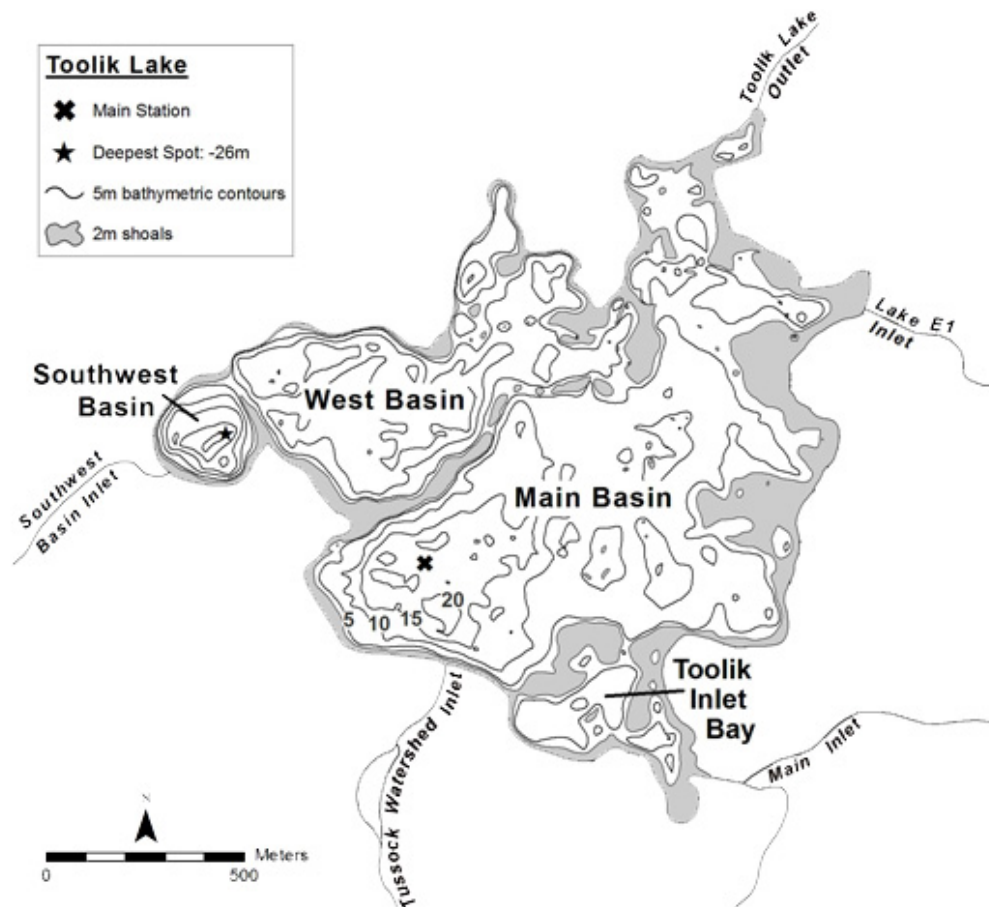 Toolik Lake
Main Station
Deepest Spot: -26m
5m bathymetric contours
2m shoals
Toolik Lake
Outlet
Lake E1
Inlet
Southwest
Basin
West Basin
Southwest
Basin Inlet
Main Basin
20
5 10 15
Toolik
Inlet
Bay
Tussock Watershed Inlet
Main Inlet
N
Meters
0 500